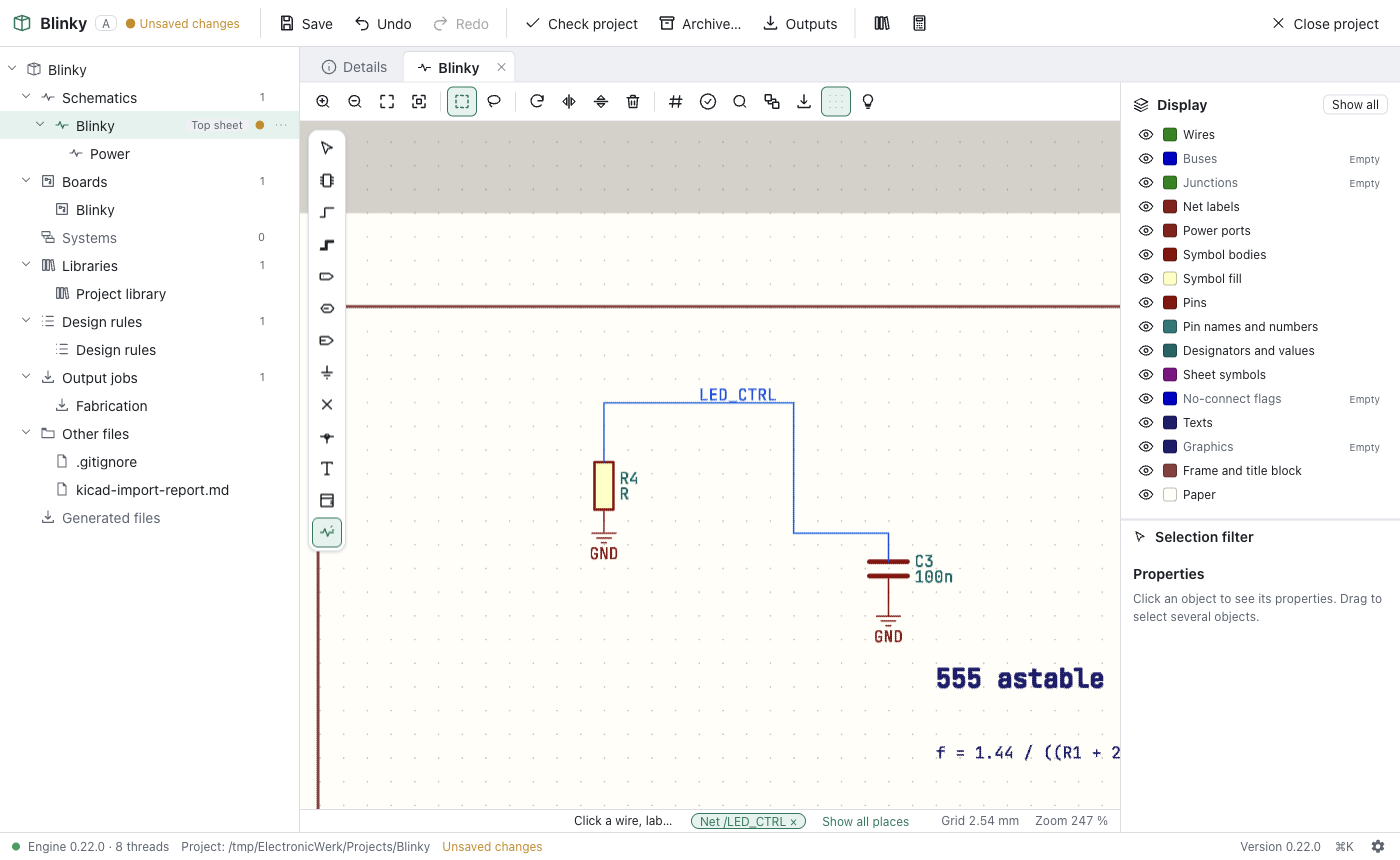 Blinky A Unsaved changes Save Undo Redo Check project Archive... Outputs Close project
Blinky
Schematics 1
Blinky Top sheet ···
Power
Boards 1
Blinky
Systems 0
Libraries 1
Project library
Design rules 1
Design rules
Output jobs 1
Fabrication
Other files
.gitignore
kicad-import-report.md
Generated files
Details Blinky
LED_CTRL
R4
R
GND
C3
100n
GND
555 astable
f = 1.44 / ((R1 + 2
Click a wire, lab... Net /LED_CTRL × Show all places Grid 2.54 mm Zoom 247 %
Display Show all
Wires
Buses Empty
Junctions Empty
Net labels
Power ports
Symbol bodies
Symbol fill
Pins
Pin names and numbers
Designators and values
Sheet symbols
No-connect flags Empty
Texts
Graphics Empty
Frame and title block
Paper
Selection filter
Properties
Click an object to see its properties. Drag to
select several objects.
Engine 0.22.0 · 8 threads Project: /tmp/ElectronicWerk/Projects/Blinky Unsaved changes Version 0.22.0 ⌘K